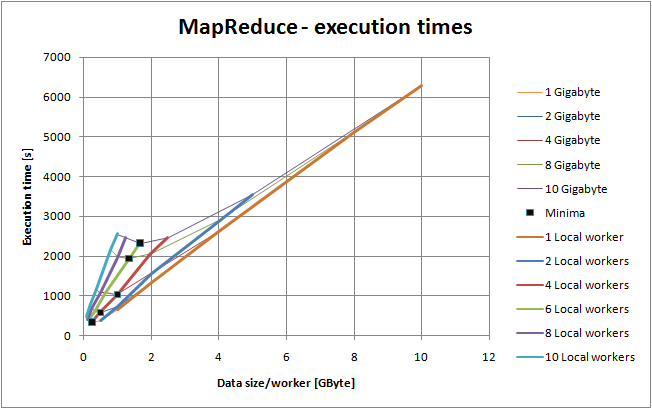 MapReduce - execution times
7000
6000
5000
4000
3000
2000
1000
0
0 2 4 6 8 10 12
Execution time [s]
Data size/worker [GByte]
1 Gigabyte
2 Gigabyte
4 Gigabyte
8 Gigabyte
10 Gigabyte
Minima
1 Local worker
2 Local workers
4 Local workers
6 Local workers
8 Local workers
10 Local workers